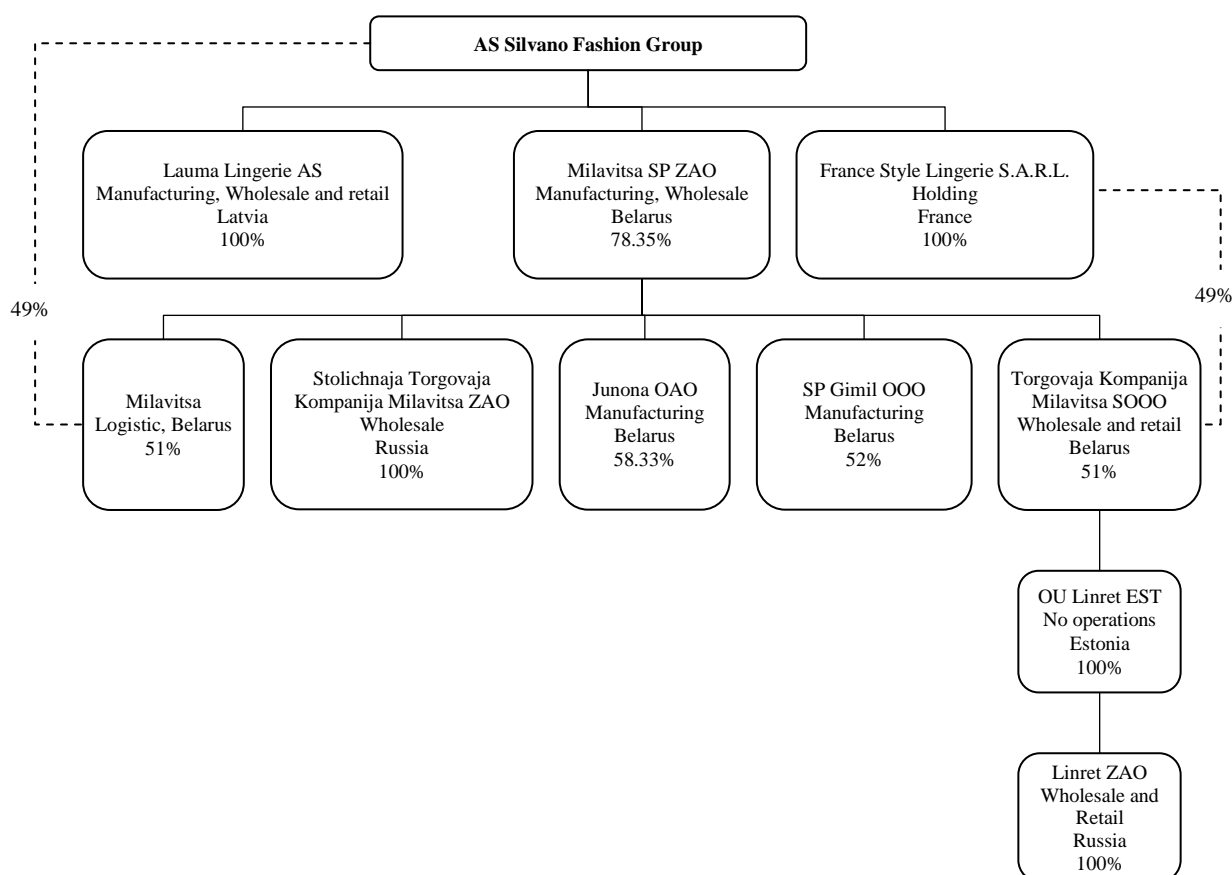 AS Silvano Fashion Group
Lauma Lingerie AS
Manufacturing, Wholesale and retail
Latvia
100%
Milavitsa SP ZAO
Manufacturing, Wholesale
Belarus
78.35%
France Style Lingerie S.A.R.L.
Holding
France
100%
49%
49%
Milavitsa
Logistic, Belarus
51%
Stolichnaja Torgovaja
Kompanija Milavitsa ZAO
Wholesale
Russia
100%
Junona OAO
Manufacturing
Belarus
58.33%
SP Gimil OOO
Manufacturing
Belarus
52%
Torgovaja Kompanija
Milavitsa SOOO
Wholesale and retail
Belarus
51%
OU Linret EST
No operations
Estonia
100%
Linret ZAO
Wholesale and
Retail
Russia
100%